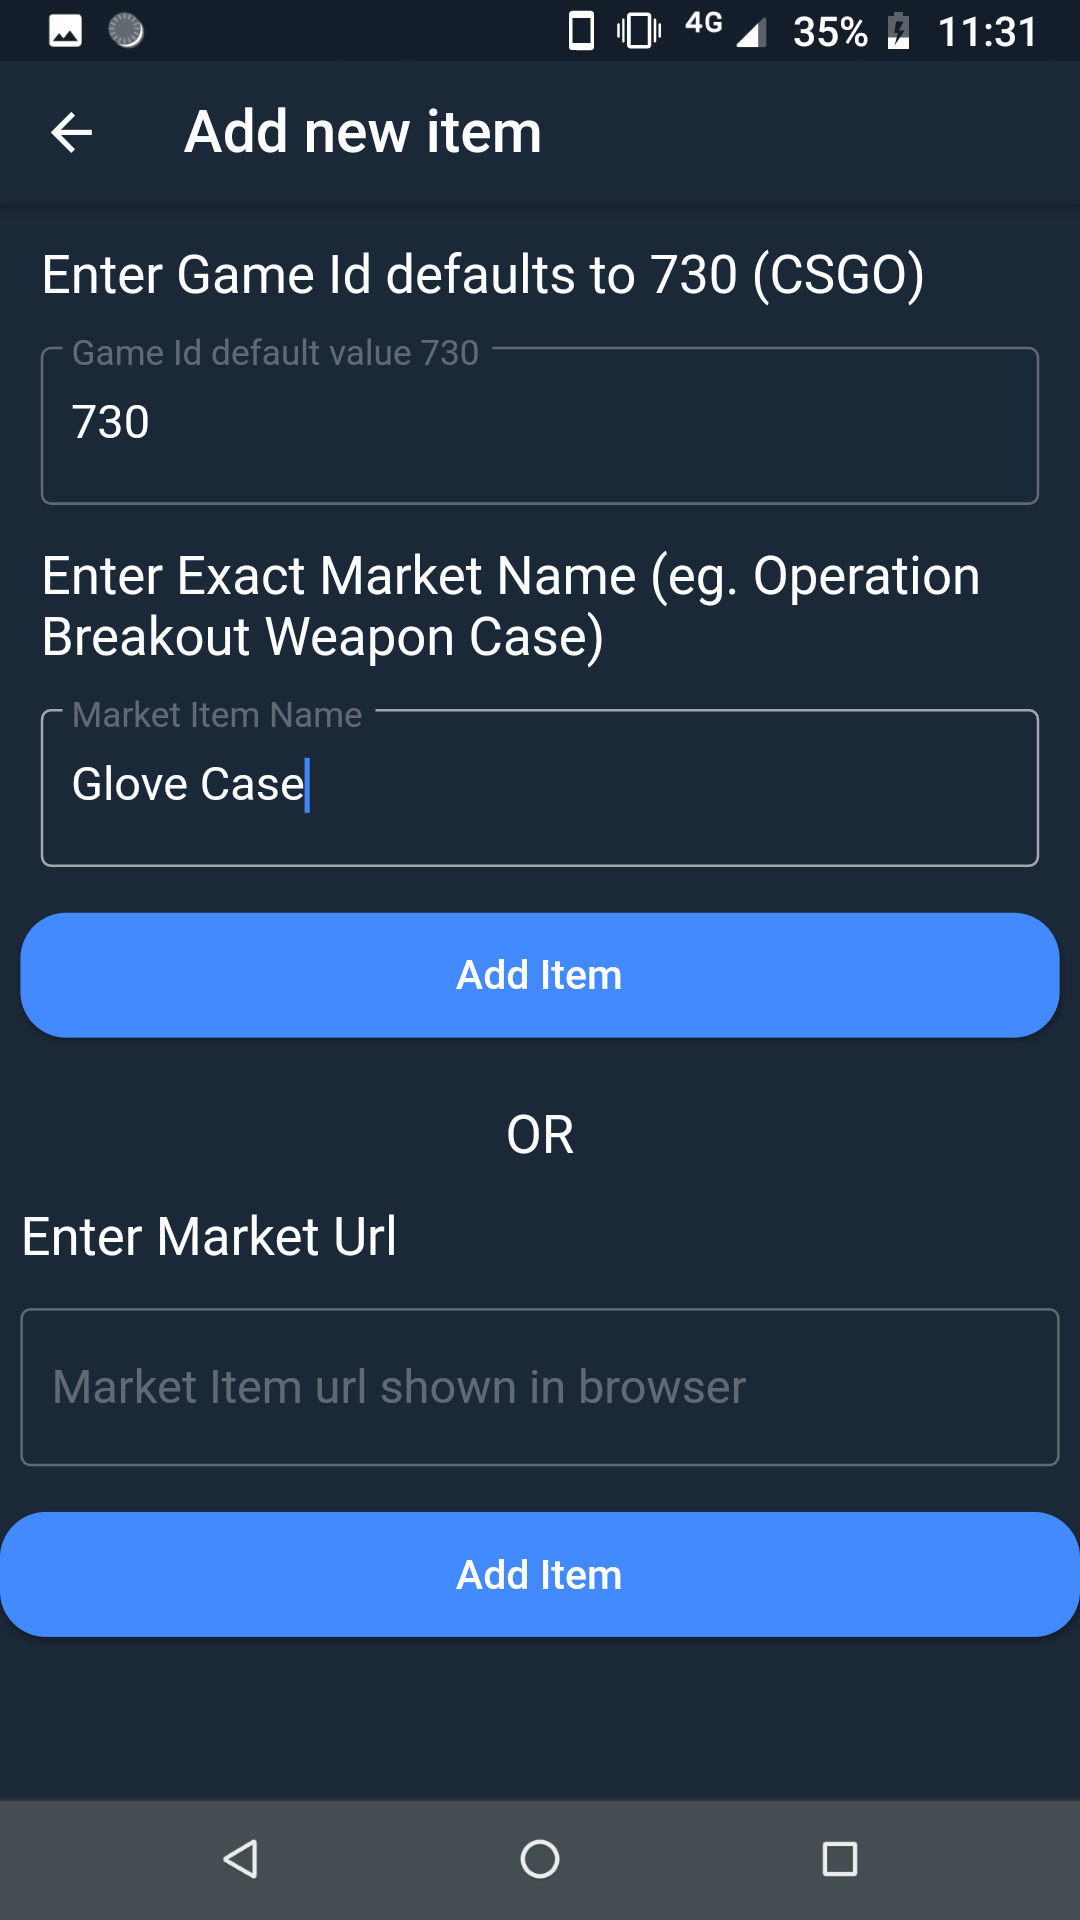 4G 35% 11:31
Add new item
Enter Game Id defaults to 730 (CSGO)
Game Id default value 730
730
Enter Exact Market Name (eg. Operation
Breakout Weapon Case)
Market Item Name
Glove Case
Add Item
OR
Enter Market Url
Market Item url shown in browser
Add Item